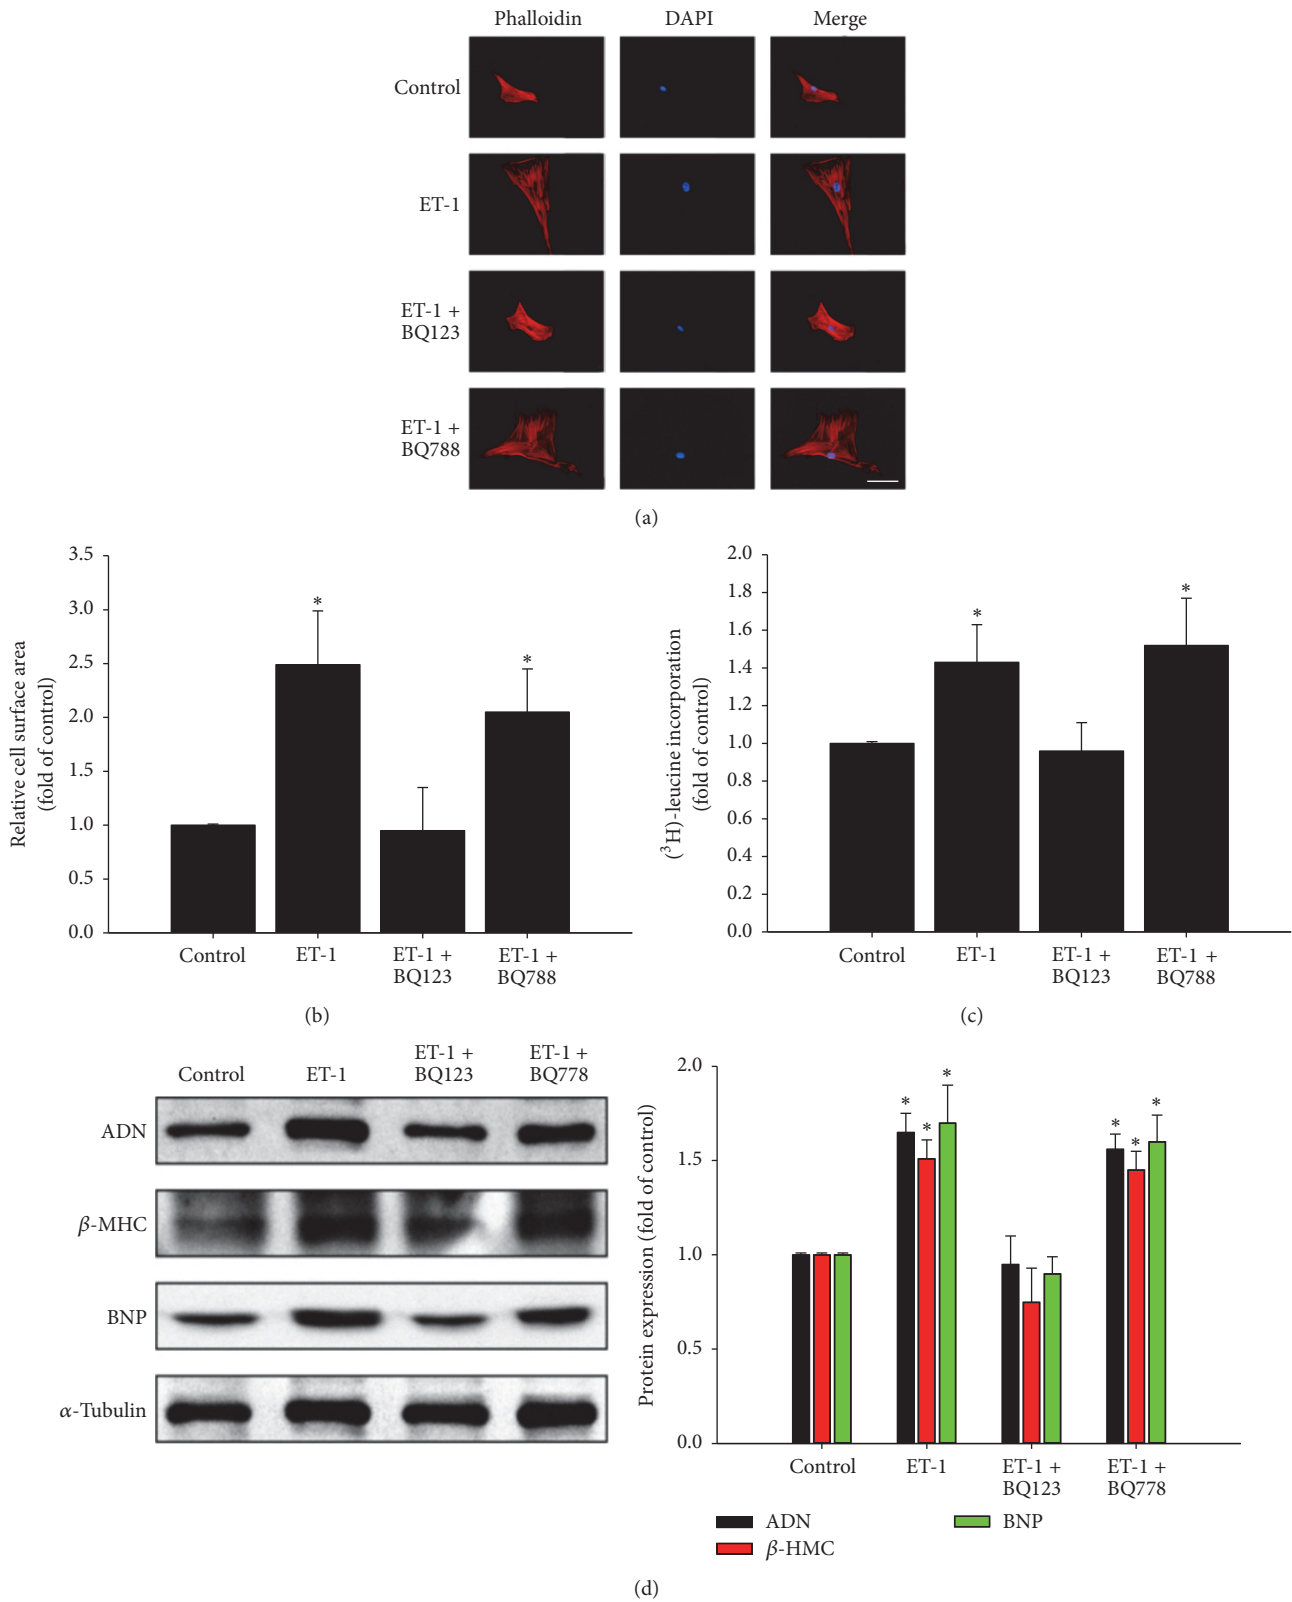 Phalloidin DAPI Merge
Control
ET-1
ET-1 +
BQ123
ET-1 +
BQ788
(a)
Relative cell surface area
(fold of control)
3.5
3.0
2.5
2.0
1.5
1.0
0.5
0.0
*
*
Control ET-1 ET-1 + ET-1 +
BQ123 BQ788
(b)
(³H)-leucine incorporation
(fold of control)
2.0
1.8
1.6
1.4
1.2
1.0
0.8
0.6
0.4
0.2
0.0
*
*
Control ET-1 ET-1 + ET-1 +
BQ123 BQ788
(c)
Control ET-1 ET-1 + ET-1 +
BQ123 BQ778
ADN
β-MHC
BNP
α-Tubulin
Protein expression (fold of control)
2.0
1.5
1.0
0.5
0.0
* * *
* * *
Control ET-1 ET-1 + ET-1 +
BQ123 BQ778
ADN BNP
β-HMC
(d)